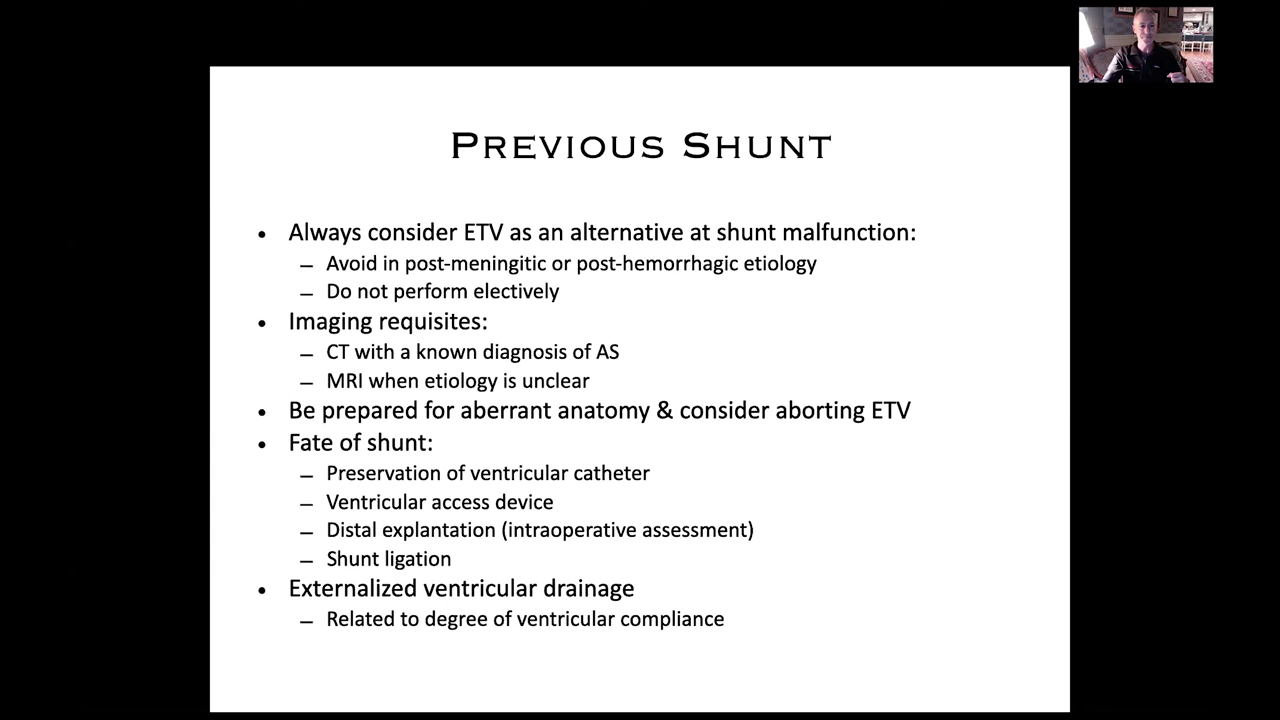 PREVIOUS SHUNT
• Always consider ETV as an alternative at shunt malfunction:
– Avoid in post-meningitic or post-hemorrhagic etiology
– Do not perform electively
• Imaging requisites:
– CT with a known diagnosis of AS
– MRI when etiology is unclear
• Be prepared for aberrant anatomy & consider aborting ETV
• Fate of shunt:
– Preservation of ventricular catheter
– Ventricular access device
– Distal explantation (intraoperative assessment)
– Shunt ligation
• Externalized ventricular drainage
– Related to degree of ventricular compliance